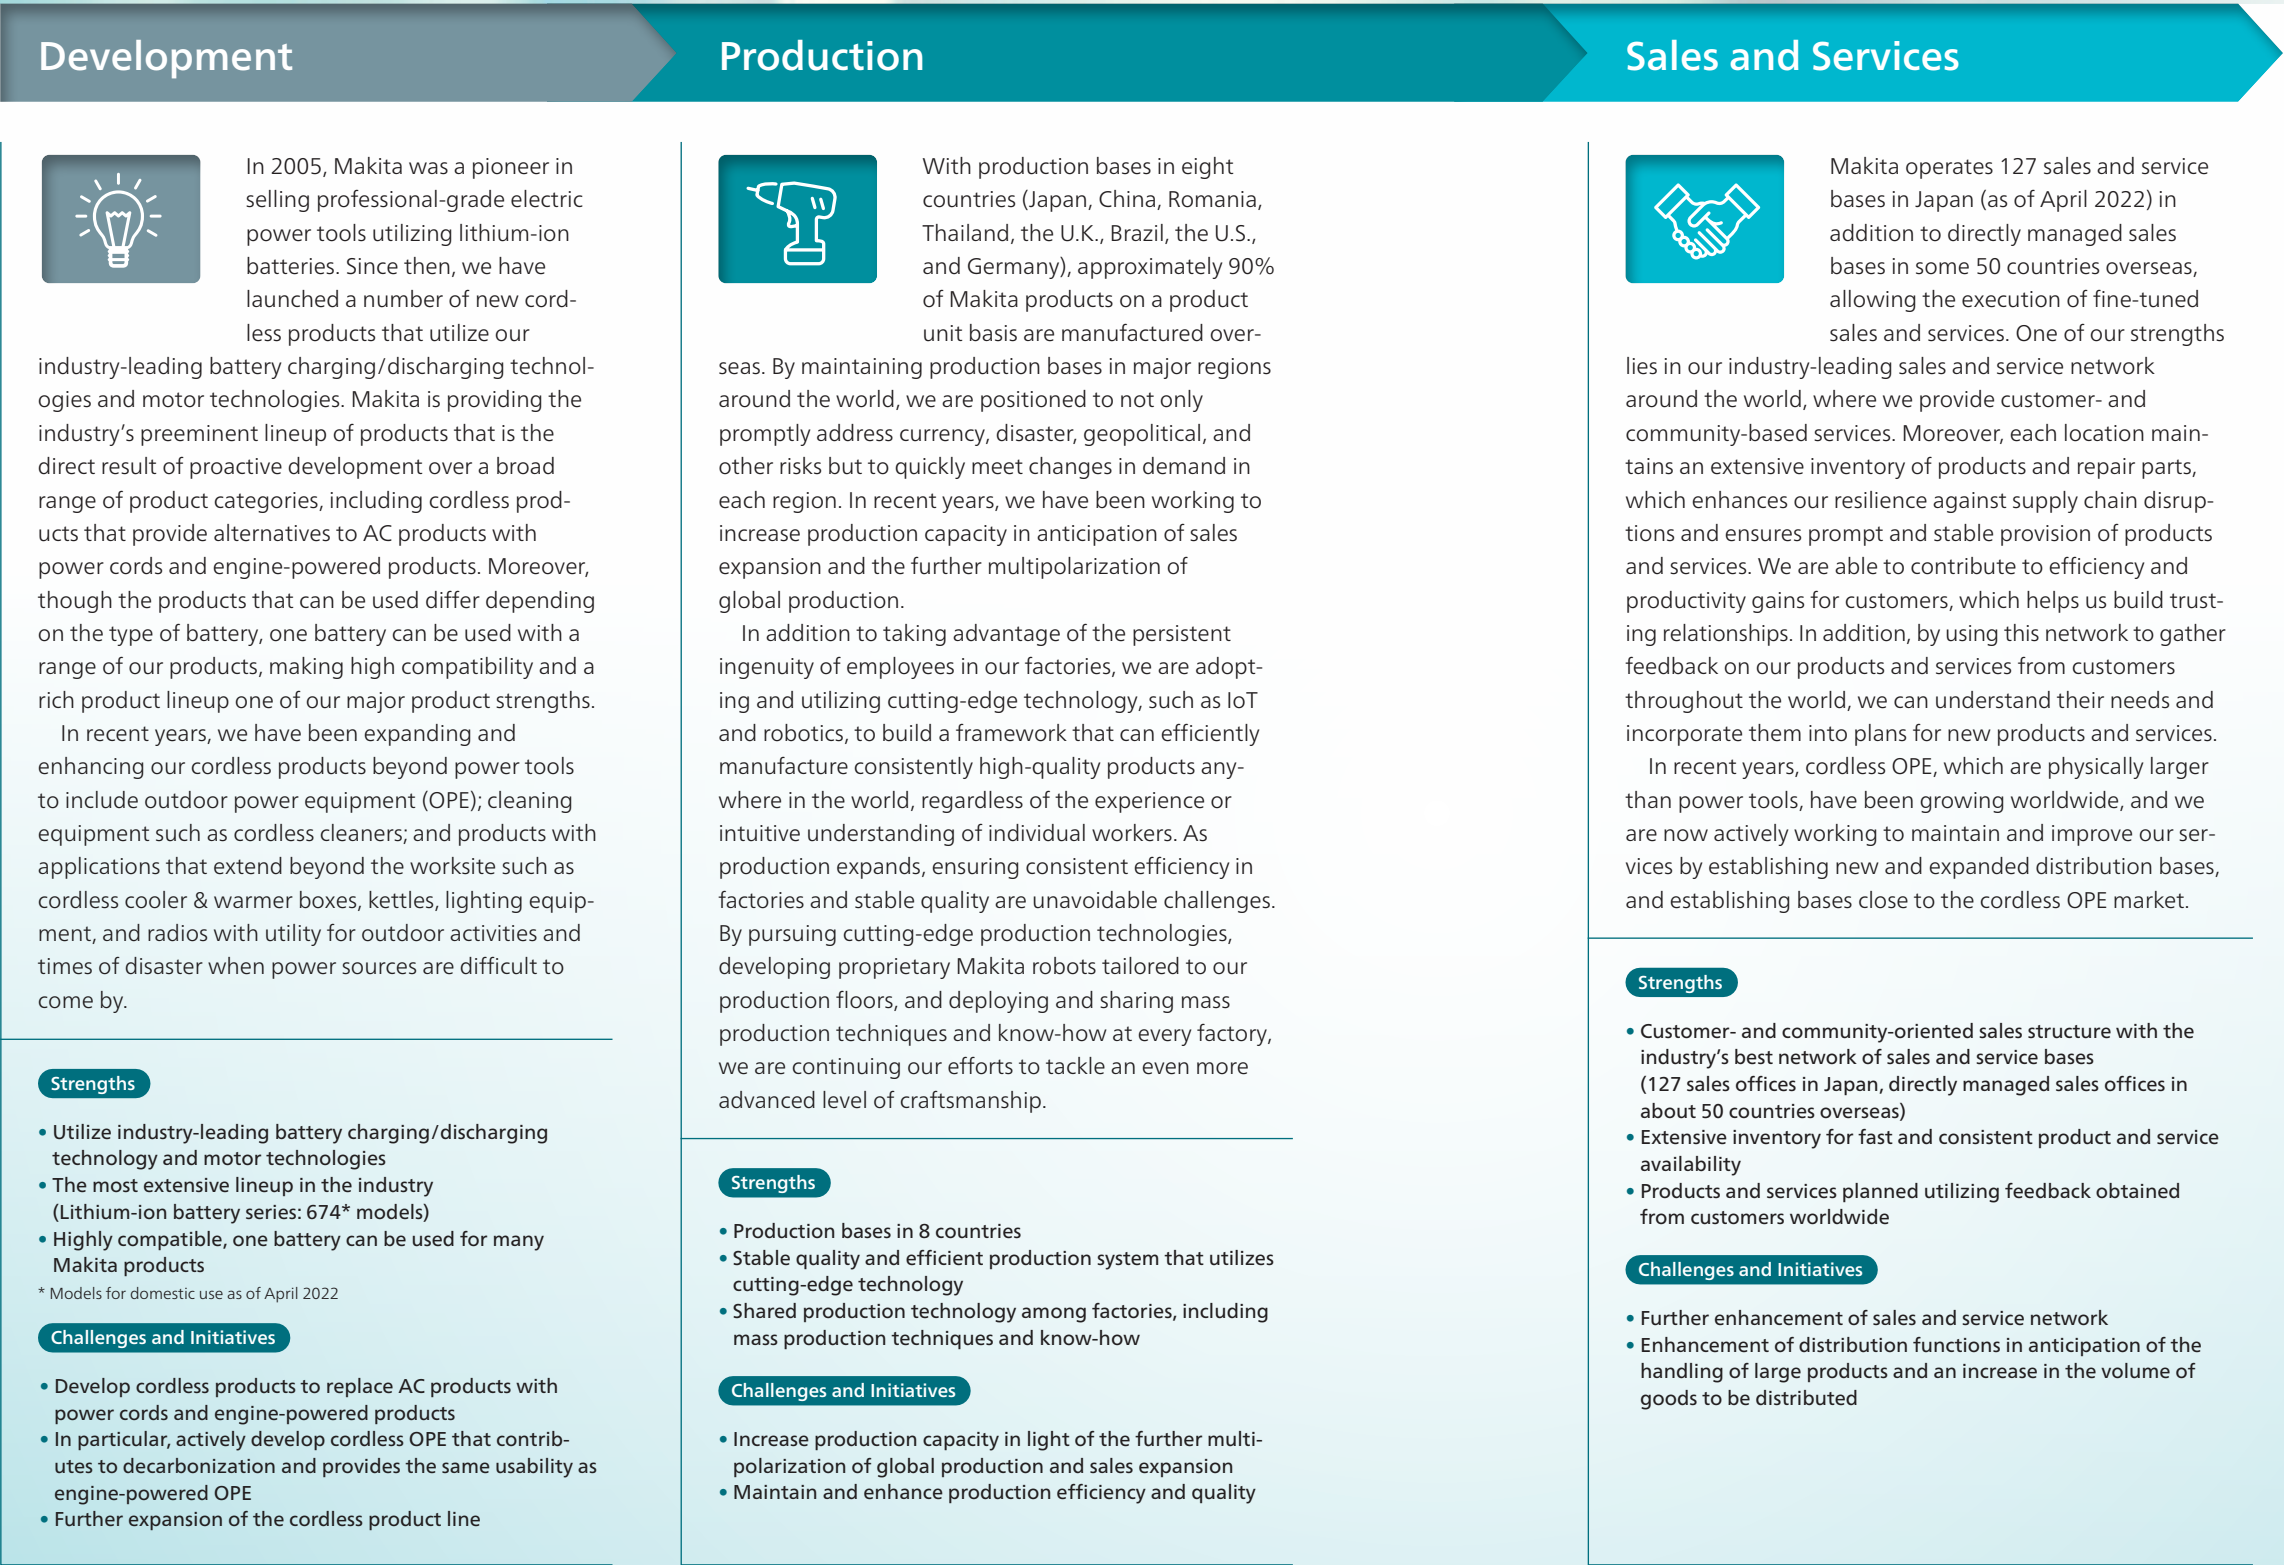 Development
In 2005, Makita was a pioneer in
selling professional-grade electric
power tools utilizing lithium-ion
batteries. Since then, we have
launched a number of new cord-
less products that utilize our
industry-leading battery charging/discharging technol-
ogies and motor technologies. Makita is providing the
industry's preeminent lineup of products that is the
direct result of proactive development over a broad
range of product categories, including cordless prod-
ucts that provide alternatives to AC products with
power cords and engine-powered products. Moreover,
though the products that can be used differ depending
on the type of battery, one battery can be used with a
range of our products, making high compatibility and a
rich product lineup one of our major product strengths.
In recent years, we have been expanding and
enhancing our cordless products beyond power tools
to include outdoor power equipment (OPE); cleaning
equipment such as cordless cleaners; and products with
applications that extend beyond the worksite such as
cordless cooler & warmer boxes, kettles, lighting equip-
ment, and radios with utility for outdoor activities and
times of disaster when power sources are difficult to
come by.
Strengths
• Utilize industry-leading battery charging/discharging
technology and motor technologies
• The most extensive lineup in the industry
(Lithium-ion battery series: 674* models)
• Highly compatible, one battery can be used for many
Makita products
* Models for domestic use as of April 2022
Challenges and Initiatives
• Develop cordless products to replace AC products with
power cords and engine-powered products
• In particular, actively develop cordless OPE that contrib-
utes to decarbonization and provides the same usability as
engine-powered OPE
• Further expansion of the cordless product line
Production
With production bases in eight
countries (Japan, China, Romania,
Thailand, the U.K., Brazil, the U.S.,
and Germany), approximately 90%
of Makita products on a product
unit basis are manufactured over-
seas. By maintaining production bases in major regions
around the world, we are positioned to not only
promptly address currency, disaster, geopolitical, and
other risks but to quickly meet changes in demand in
each region. In recent years, we have been working to
increase production capacity in anticipation of sales
expansion and the further multipolarization of
global production.
In addition to taking advantage of the persistent
ingenuity of employees in our factories, we are adopt-
ing and utilizing cutting-edge technology, such as IoT
and robotics, to build a framework that can efficiently
manufacture consistently high-quality products any-
where in the world, regardless of the experience or
intuitive understanding of individual workers. As
production expands, ensuring consistent efficiency in
factories and stable quality are unavoidable challenges.
By pursuing cutting-edge production technologies,
developing proprietary Makita robots tailored to our
production floors, and deploying and sharing mass
production techniques and know-how at every factory,
we are continuing our efforts to tackle an even more
advanced level of craftsmanship.
Strengths
• Production bases in 8 countries
• Stable quality and efficient production system that utilizes
cutting-edge technology
• Shared production technology among factories, including
mass production techniques and know-how
Challenges and Initiatives
• Increase production capacity in light of the further multi-
polarization of global production and sales expansion
• Maintain and enhance production efficiency and quality
Sales and Services
Makita operates 127 sales and service
bases in Japan (as of April 2022) in
addition to directly managed sales
bases in some 50 countries overseas,
allowing the execution of fine-tuned
sales and services. One of our strengths
lies in our industry-leading sales and service network
around the world, where we provide customer- and
community-based services. Moreover, each location main-
tains an extensive inventory of products and repair parts,
which enhances our resilience against supply chain disrup-
tions and ensures prompt and stable provision of products
and services. We are able to contribute to efficiency and
productivity gains for customers, which helps us build trust-
ing relationships. In addition, by using this network to gather
feedback on our products and services from customers
throughout the world, we can understand their needs and
incorporate them into plans for new products and services.
In recent years, cordless OPE, which are physically larger
than power tools, have been growing worldwide, and we
are now actively working to maintain and improve our ser-
vices by establishing new and expanded distribution bases,
and establishing bases close to the cordless OPE market.
Strengths
• Customer- and community-oriented sales structure with the
industry's best network of sales and service bases
(127 sales offices in Japan, directly managed sales offices in
about 50 countries overseas)
• Extensive inventory for fast and consistent product and service
availability
• Products and services planned utilizing feedback obtained
from customers worldwide
Challenges and Initiatives
• Further enhancement of sales and service network
• Enhancement of distribution functions in anticipation of the
handling of large products and an increase in the volume of
goods to be distributed